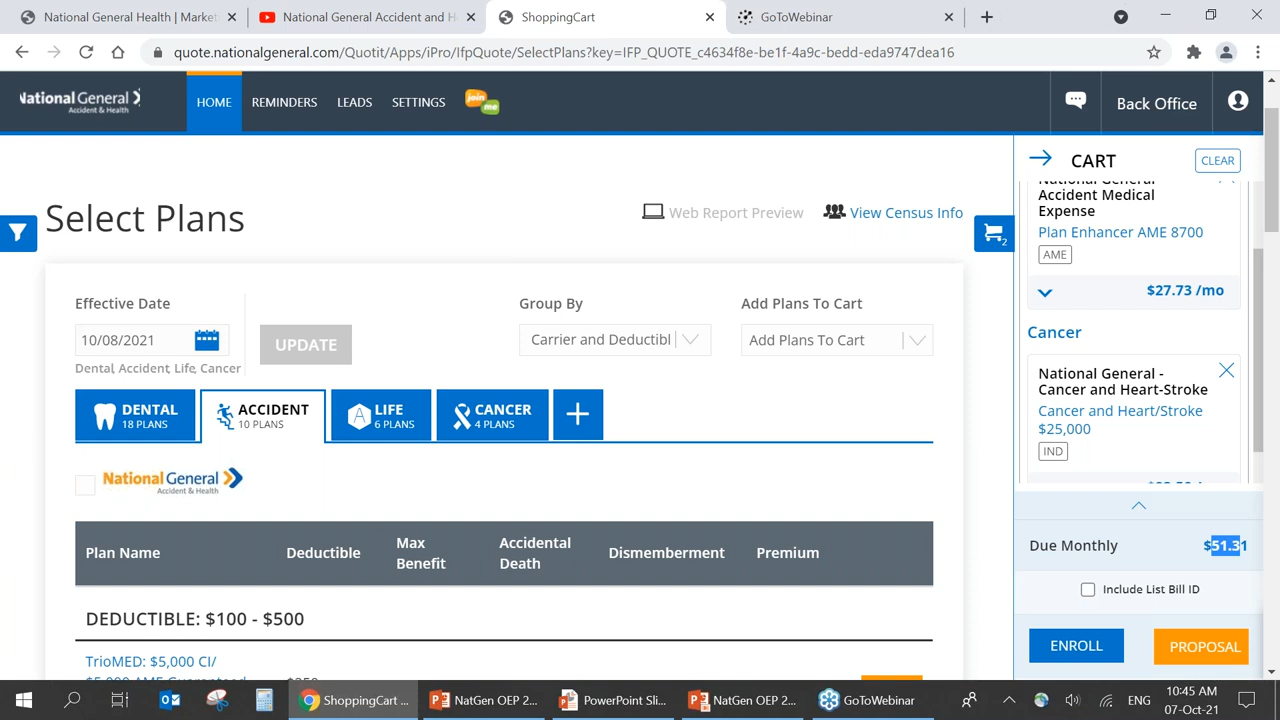 National General Health | Market
National General Accident and H
ShoppingCart
GoToWebinar
quote.nationalgeneral.com/Quotit/Apps/iPro/IfpQuote/SelectPlans?key=IFP_QUOTE_c4634f8e-be1f-4a9c-bedd-eda9747dea16
National General
Accident & Health
HOME
REMINDERS
LEADS
SETTINGS
join me
Back Office
Select Plans
Web Report Preview
View Census Info
2
CART
CLEAR
National General
Accident Medical
Expense
Plan Enhancer AME 8700
AME
$27.73 /mo
Cancer
National General -
Cancer and Heart-Stroke
Cancer and Heart/Stroke
$25,000
IND
Due Monthly
$51.31
Include List Bill ID
ENROLL
PROPOSAL
Effective Date
10/08/2021
Dental, Accident, Life, Cancer
UPDATE
Group By
Carrier and Deductibl
Add Plans To Cart
Add Plans To Cart
DENTAL
18 PLANS
ACCIDENT
10 PLANS
LIFE
6 PLANS
CANCER
4 PLANS
National General
Accident & Health
Plan Name
Deductible
Max
Benefit
Accidental
Death
Dismemberment
Premium
DEDUCTIBLE: $100 - $500
TrioMED: $5,000 CI/
$5,000 AME Guaranteed
$250
ShoppingCart ...
NatGen OEP 2...
PowerPoint Sli...
NatGen OEP 2...
GoToWebinar
ENG
10:45 AM
07-Oct-21